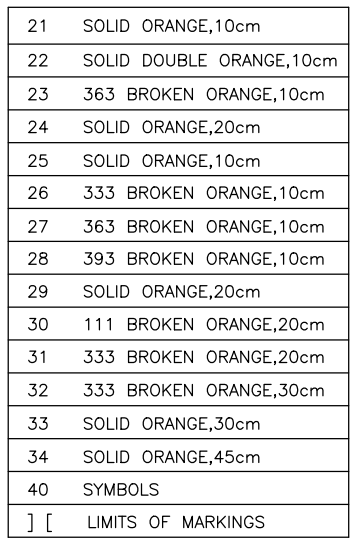 21 SOLID ORANGE,10cm
22 SOLID DOUBLE ORANGE,10cm
23 363 BROKEN ORANGE,10cm
24 SOLID ORANGE,20cm
25 SOLID ORANGE,10cm
26 333 BROKEN ORANGE,10cm
27 363 BROKEN ORANGE,10cm
28 393 BROKEN ORANGE,10cm
29 SOLID ORANGE,20cm
30 111 BROKEN ORANGE,20cm
31 333 BROKEN ORANGE,20cm
32 333 BROKEN ORANGE,30cm
33 SOLID ORANGE,30cm
34 SOLID ORANGE,45cm
40 SYMBOLS
] [ LIMITS OF MARKINGS